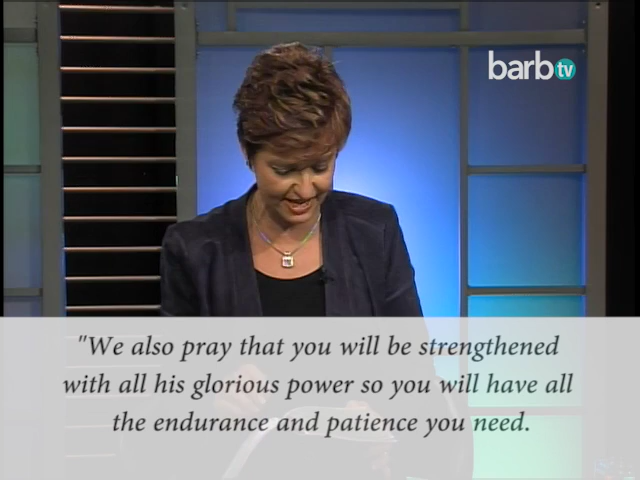 barb tv
"We also pray that you will be strengthened
with all his glorious power so you will have all
the endurance and patience you need.